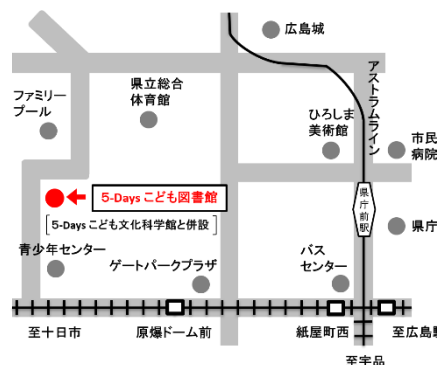 広島城
アストラムライン
県立総合
体育館
ファミリー
プール
ひろしま
美術館
市民
病院
5-Days こども図書館
[5-Days こども文化科学館と併設]
県庁前駅
県庁
青少年センター
ゲートパークプラザ
バス
センター
至十日市
原爆ドーム前
紙屋町西
至広島駅
至宇品